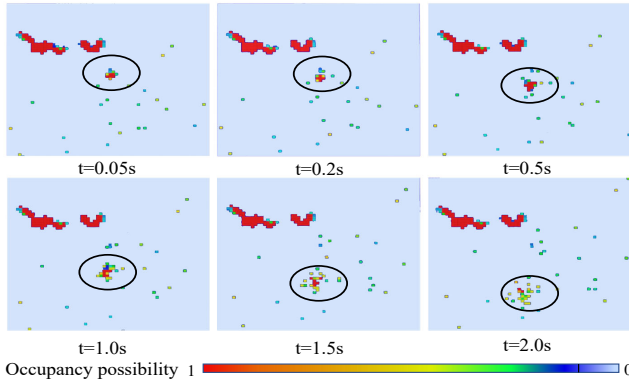 t=0.05s t=0.2s t=0.5s
t=1.0s t=1.5s t=2.0s
Occupancy possibility 1 0